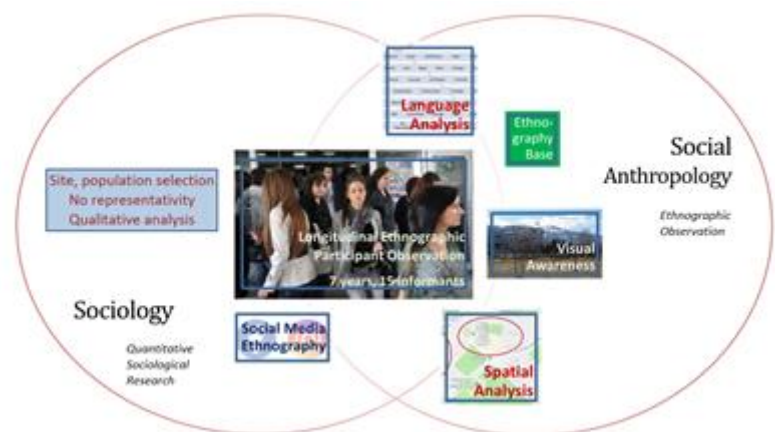 Language
Analysis
Ethno-
graphy
Base
Social
Anthropology
Ethnographic
Observation
Site, population selection
No representativity
Qualitative analysis
Longitudinal Ethnographic
Participant Observation
7 years, 15 informants
Visual
Awareness
Sociology
Quantitative
Sociological
Research
Social Media
Ethnography
Spatial
Analysis